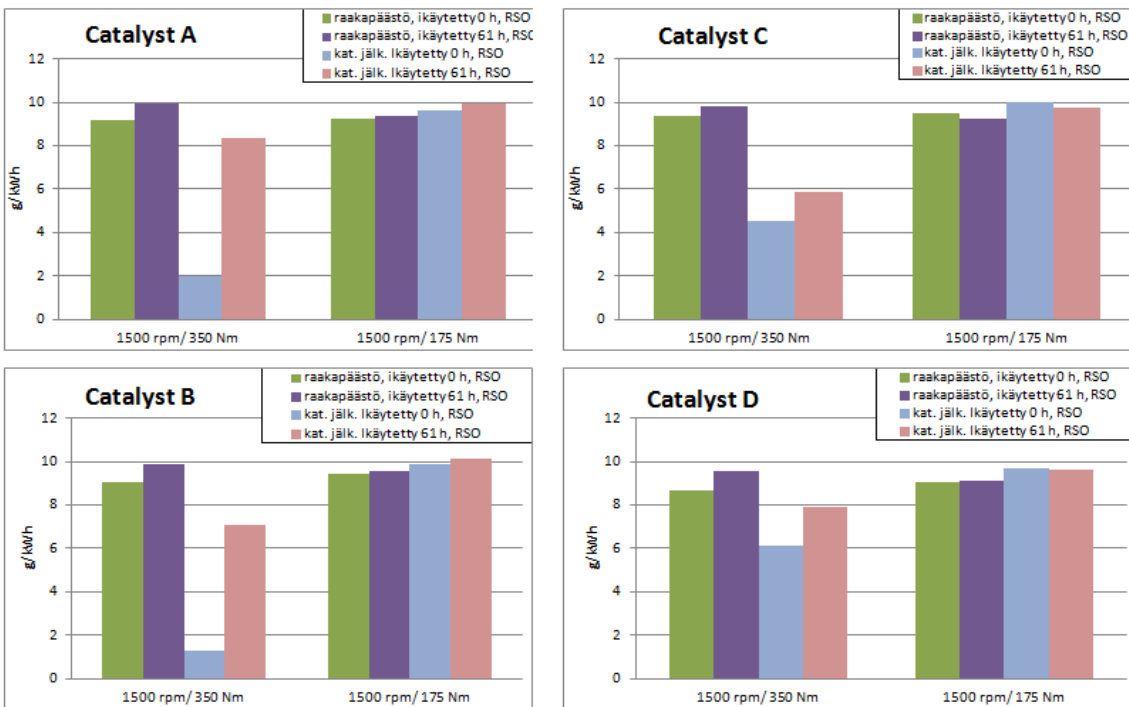 Catalyst A
raakapäästö, ikäytetty 0 h, RSO
raakapäästö, ikäytetty 61 h, RSO
kat. jälk. Ikäytetty 0 h, RSO
kat. jälk. Ikäytetty 61 h, RSO
12
10
8
6
4
2
0
g/kWh
1500 rpm/ 350 Nm
1500 rpm/ 175 Nm
Catalyst C
raakapäästö, ikäytetty 0 h, RSO
raakapäästö, ikäytetty 61 h, RSO
kat. jälk. Ikäytetty 0 h, RSO
kat. jälk. Ikäytetty 61 h, RSO
12
10
8
6
4
2
0
g/kWh
1500 rpm/ 350 Nm
1500 rpm/ 175 Nm
Catalyst B
raakapäästö, ikäytetty 0 h, RSO
raakapäästö, ikäytetty 61 h, RSO
kat. jälk. Ikäytetty 0 h, RSO
kat. jälk. Ikäytetty 61 h, RSO
12
10
8
6
4
2
0
g/kWh
1500 rpm/ 350 Nm
1500 rpm/ 175 Nm
Catalyst D
raakapäästö, ikäytetty 0 h, RSO
raakapäästö, ikäytetty 61 h, RSO
kat. jälk. Ikäytetty 0 h, RSO
kat. jälk. Ikäytetty 61 h, RSO
12
10
8
6
4
2
0
g/kWh
1500 rpm/ 350 Nm
1500 rpm/ 175 Nm